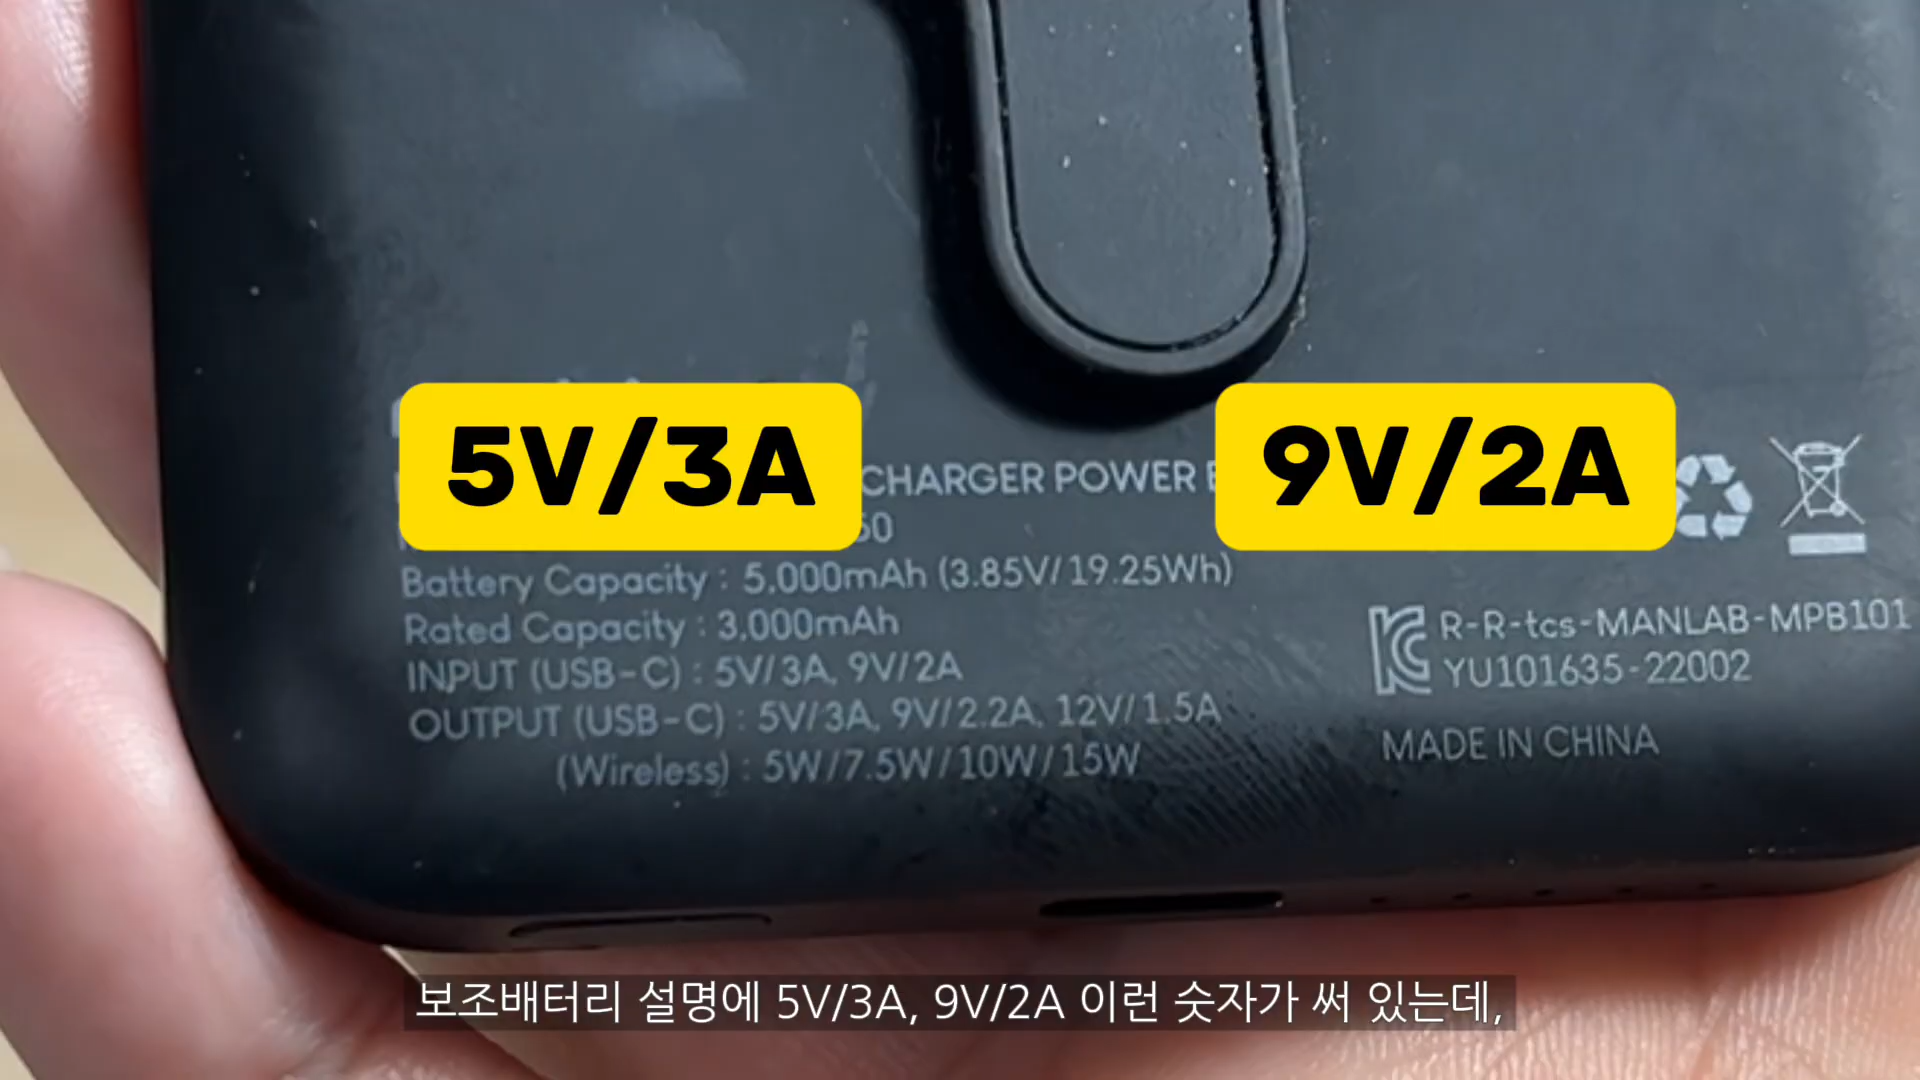 5V/3A
9V/2A
CHARGER POWER
50
Battery Capacity : 5,000mAh (3.85V/19.25Wh)
Rated Capacity : 3,000mAh
INPUT (USB-C) : 5V/3A, 9V/2A
OUTPUT (USB-C) : 5V/3A, 9V/2.2A, 12V/1.5A
(Wireless) : 5W/7.5W/10W/15W
R-R-tcs-MANLAB-MPB101
YU101635-22002
MADE IN CHINA
보조배터리 설명에 5V/3A, 9V/2A 이런 숫자가 써 있는데,